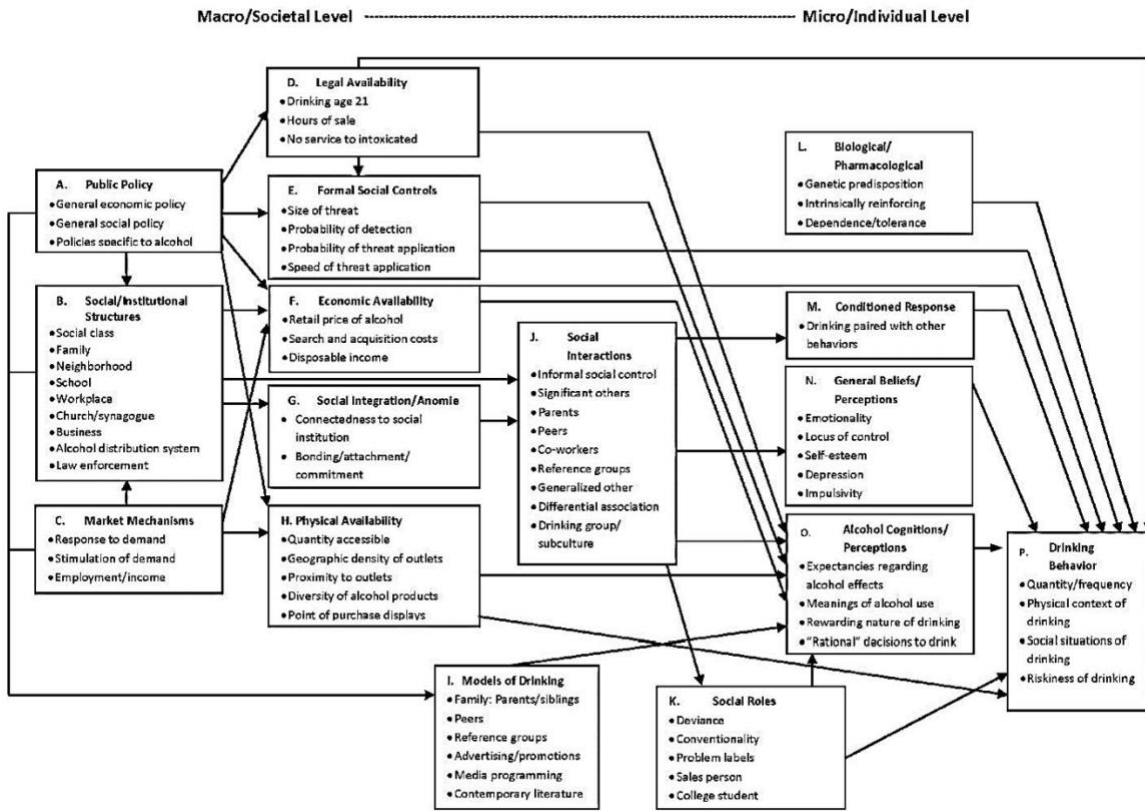 Macro/Societal Level
Micro/Individual Level
D. Legal Availability
•Drinking age 21
•Hours of sale
•No service to intoxicated
L. Biological/
Pharmacological
•Genetic predisposition
•Intrinsically reinforcing
•Dependence/tolerance
A. Public Policy
•General economic policy
•General social policy
•Policies specific to alcohol
E. Formal Social Controls
•Size of threat
•Probability of detection
•Probability of threat application
•Speed of threat application
B. Social/Institutional
Structures
•Social class
•Family
•Neighborhood
•School
•Workplace
•Church/synagogue
•Business
•Alcohol distribution system
•Law enforcement
F. Economic Availability
•Retail price of alcohol
•Search and acquisition costs
•Disposable income
M. Conditioned Response
•Drinking paired with other
behaviors
J. Social
Interactions
•Informal social control
•Significant others
•Parents
•Peers
•Co-workers
•Reference groups
•Generalized other
•Differential association
•Drinking group/
subculture
N. General Beliefs/
Perceptions
•Emotionality
•Locus of control
•Self-esteem
•Depression
•Impulsivity
G. Social Integration/Anomie
• Connectedness to social
institution
• Bonding/attachment/
commitment
C. Market Mechanisms
•Response to demand
•Stimulation of demand
•Employment/income
H. Physical Availability
•Quantity accessible
•Geographic density of outlets
•Proximity to outlets
•Diversity of alcohol products
•Point of purchase displays
O. Alcohol Cognitions/
Perceptions
•Expectancies regarding
alcohol effects
•Meanings of alcohol use
•Rewarding nature of drinking
•"Rational" decisions to drink
P. Drinking
Behavior
•Quantity/frequency
•Physical context of
drinking
•Social situations of
drinking
•Riskiness of drinking
I. Models of Drinking
•Family: Parents/siblings
•Peers
•Reference groups
•Advertising/promotions
•Media programming
•Contemporary literature
K. Social Roles
•Deviance
•Conventionality
•Problem labels
•Sales person
•College student